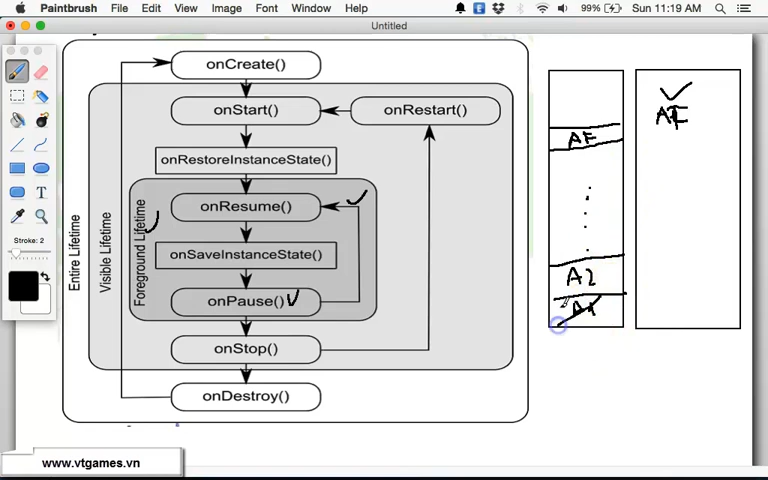 Paintbrush File Edit View Image Font Window Help 99% Sun 11:19 AM
Untitled
onCreate()
onStart()
onRestart()
onRestoreInstanceState()
onResume()
onSaveInstanceState()
onPause()
onStop()
onDestroy()
Entire Lifetime
Visible Lifetime
Foreground Lifetime
Stroke: 2
T
AF
A2
A1
AF
www.vtgames.vn